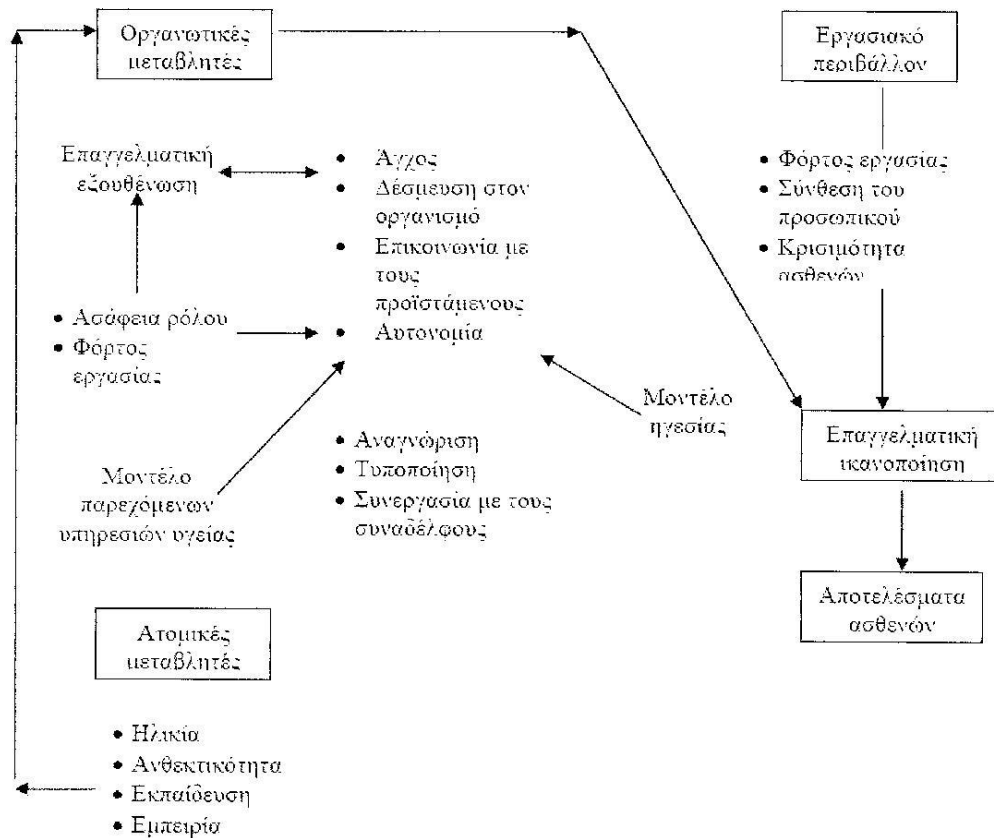 Οργανωτικές
μεταβλητές
Εργασιακό
περιβάλλον
Επαγγελματική
εξουθένωση
• Άγχος
• Δέσμευση στον
οργανισμό
• Επικοινωνία με
τους
προϊστάμενους
• Αυτονομία
• Φόρτος εργασίας
• Σύνθεση του
προσωπικού
• Κρισιμότητα
ασθενών
• Ασάφεια ρόλου
• Φόρτος
εργασίας
Μοντέλο
ηγεσίας
Επαγγελματική
ικανοποίηση
Μοντέλο
παρεχόμενων
υπηρεσιών υγείας
• Αναγνώριση
• Τυποποίηση
• Συνεργασία με τους
συναδέλφους
Αποτελέσματα
ασθενών
Ατομικές
μεταβλητές
• Ηλικία
• Ανθεκτικότητα
• Εκπαίδευση
• Εμπειρία